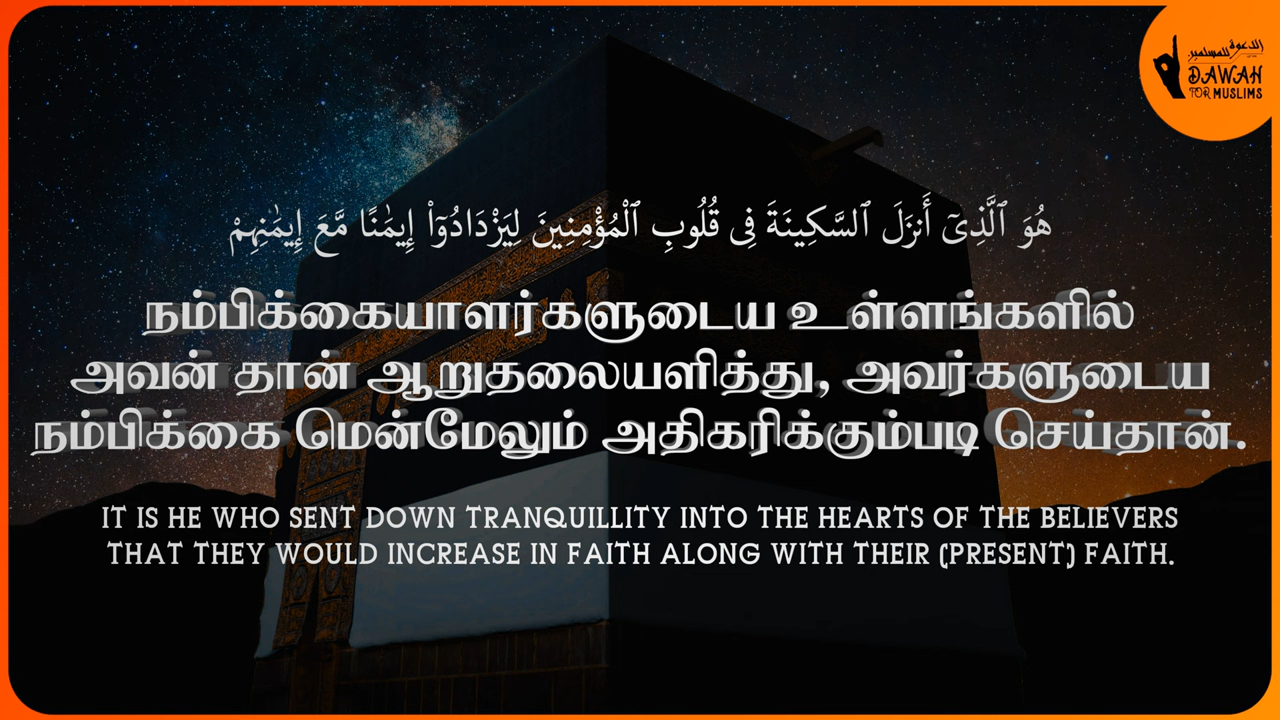 الدعوة للمسلمين
DAWAH
FOR MUSLIMS
هُوَ ٱلَّذِىٓ أَنزَلَ ٱلسَّكِينَةَ فِى قُلُوبِ ٱلْمُؤْمِنِينَ لِيَزْدَادُوٓا۟ إِيمَٰنًا مَّعَ إِيمَٰنِهِمْ
நம்பிக்கையாளர்களுடைய உள்ளங்களில்
அவன் தான் ஆறுதலையளித்து, அவர்களுடைய
நம்பிக்கை மென்மேலும் அதிகரிக்கும்படி செய்தான்.
IT IS HE WHO SENT DOWN TRANQUILLITY INTO THE HEARTS OF THE BELIEVERS
THAT THEY WOULD INCREASE IN FAITH ALONG WITH THEIR (PRESENT) FAITH.